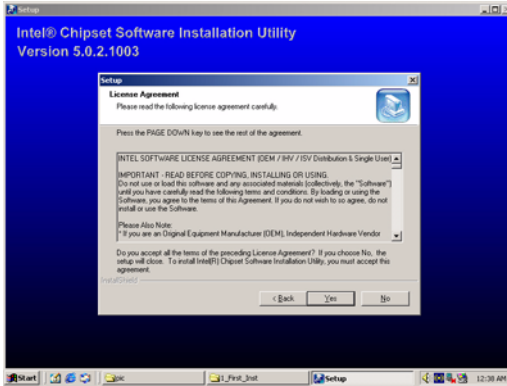 Setup
Intel® Chipset Software Installation Utility
Version 5.0.2.1003
Setup
License Agreement
Please read the following license agreement carefully.
Press the PAGE DOWN key to see the rest of the agreement.
INTEL SOFTWARE LICENSE AGREEMENT (OEM / IHV / ISV Distribution & Single User)
IMPORTANT - READ BEFORE COPYING, INSTALLING OR USING.
Do not use or load this software and any associated materials (collectively, the "Software")
until you have carefully read the following terms and conditions. By loading or using the
Software, you agree to the terms of this Agreement. If you do not wish to so agree, do not
install or use the Software.
Please Also Note:
* If you are an Original Equipment Manufacturer (OEM), Independent Hardware Vendor
Do you accept all the terms of the preceding License Agreement? If you choose No, the
setup will close. To install Intel(R) Chipset Software Installation Utility, you must accept this
agreement.
InstallShield
< Back
Yes
No
Start
pic
1_First_Inst
Setup
12:38 AM